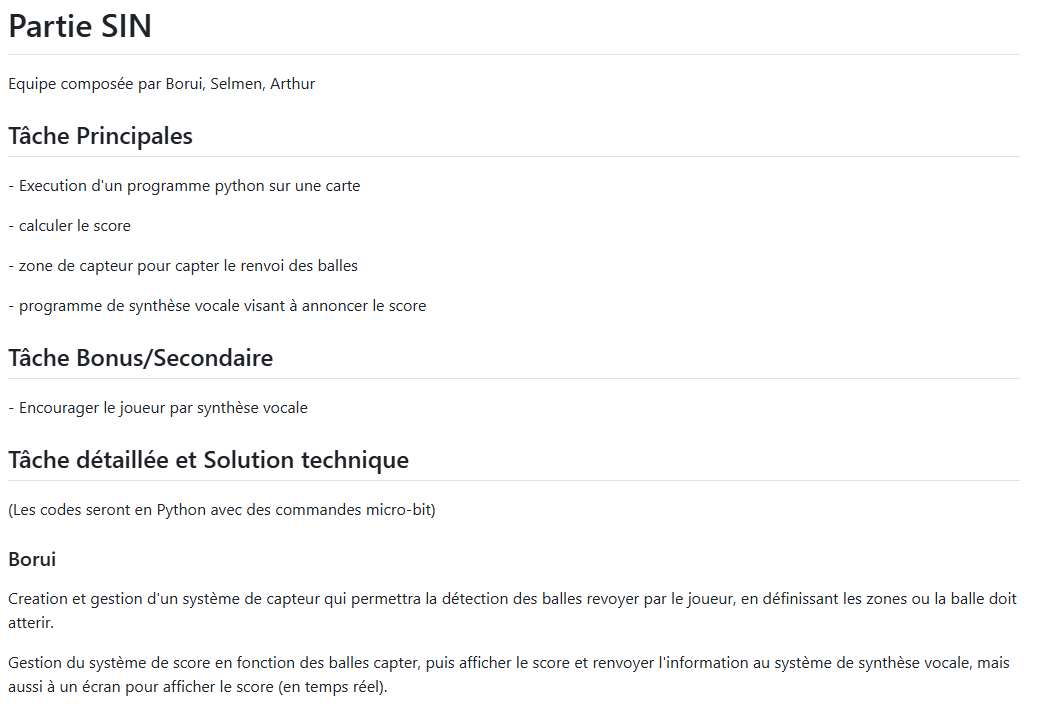 Partie SIN
Equipe composée par Borui, Selmen, Arthur
Tâche Principales
- Execution d'un programme python sur une carte
- calculer le score
- zone de capteur pour capter le renvoi des balles
- programme de synthèse vocale visant à annoncer le score
Tâche Bonus/Secondaire
- Encourager le joueur par synthèse vocale
Tâche détaillée et Solution technique
(Les codes seront en Python avec des commandes micro-bit)
Borui
Creation et gestion d'un système de capteur qui permettra la détection des balles revoyer par le joueur, en définissant les zones ou la balle doit
atterir.
Gestion du système de score en fonction des balles capter, puis afficher le score et renvoyer l'information au système de synthèse vocale, mais
aussi à un écran pour afficher le score (en temps réel).